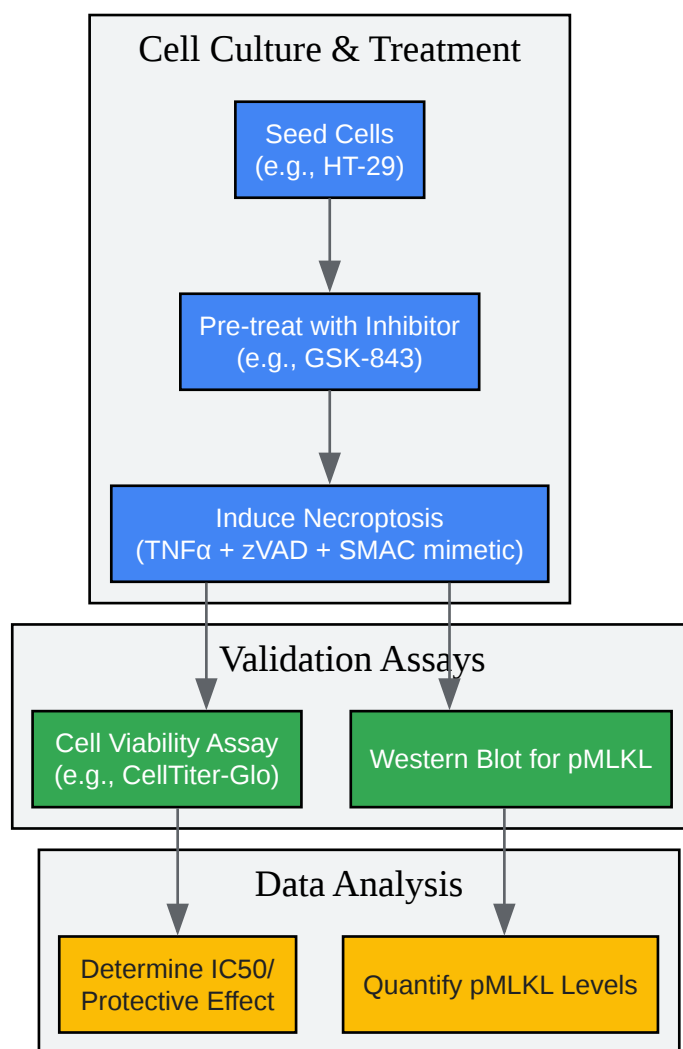 Cell Culture & Treatment
Seed Cells
(e.g., HT-29)
Pre-treat with Inhibitor
(e.g., GSK-843)
Induce Necroptosis
(TNFα + zVAD + SMAC mimetic)
Validation Assays
Cell Viability Assay
(e.g., CellTiter-Glo)
Western Blot for pMLKL
Data Analysis
Determine IC50/
Protective Effect
Quantify pMLKL Levels